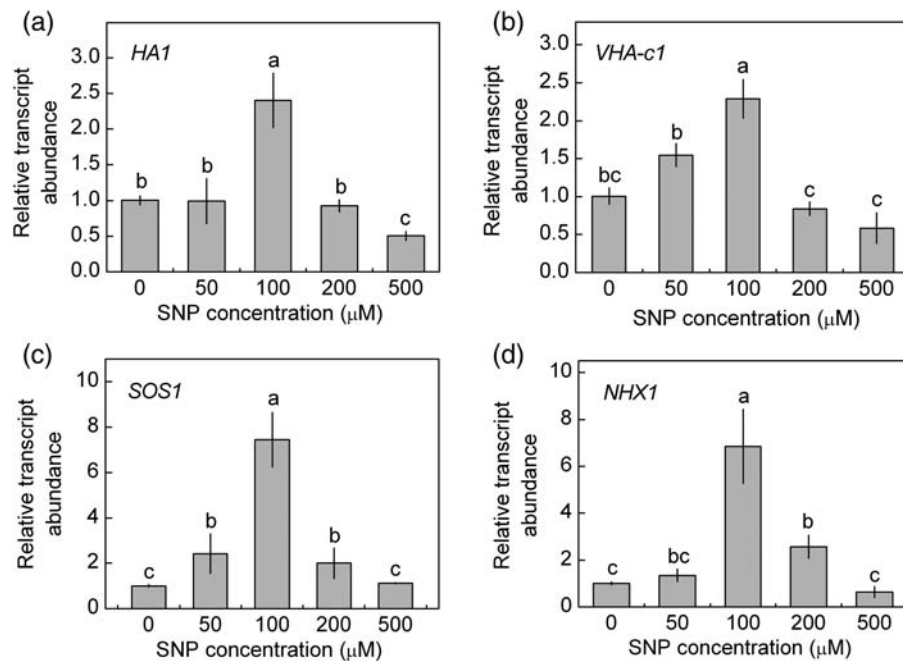 (a)
HA1
3.0
2.5
2.0
1.5
1.0
0.5
0.0
Relative transcript
abundance
b b a b c
0 50 100 200 500
SNP concentration (μM)
(b)
VHA-c1
3.0
2.5
2.0
1.5
1.0
0.5
0.0
Relative transcript
abundance
bc b a c c
0 50 100 200 500
SNP concentration (μM)
(c)
SOS1
10
8
6
4
2
0
Relative transcript
abundance
c b a b c
0 50 100 200 500
SNP concentration (μM)
(d)
NHX1
10
8
6
4
2
0
Relative transcript
abundance
c bc a b c
0 50 100 200 500
SNP concentration (μM)